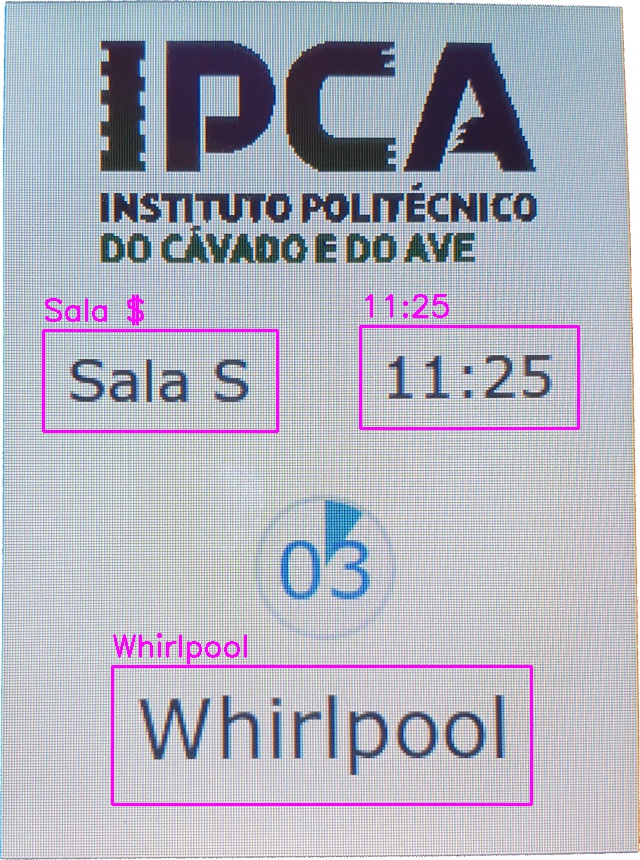 IPCA
INSTITUTO POLITÉCNICO
DO CÁVADO E DO AVE
Sala $ 11:25
Sala S 11:25
03
Whirlpool
Whirlpool